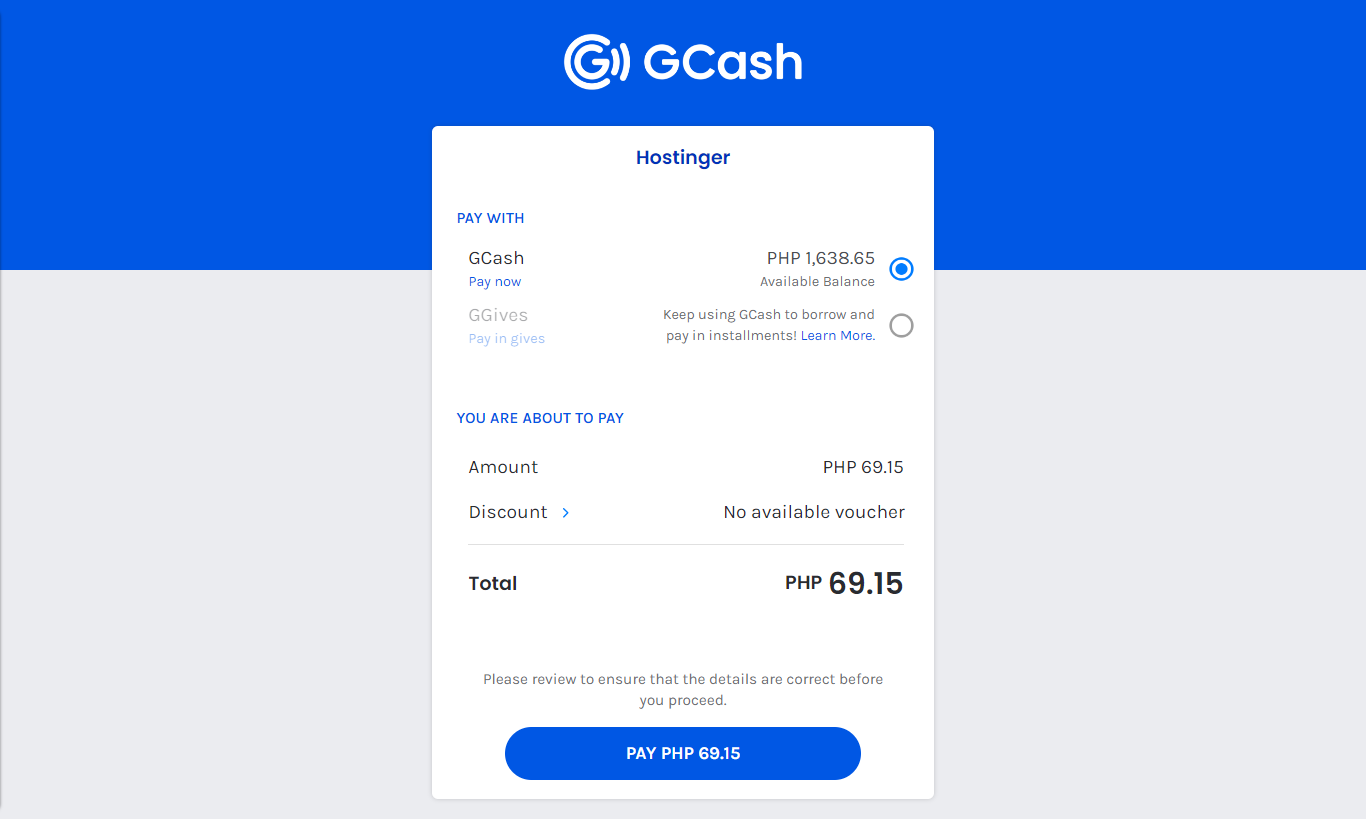 GCash
Hostinger
PAY WITH
GCash
PHP 1,638.65
Pay now
Available Balance
GGives
Keep using GCash to borrow and
Pay in gives
pay in installments! Learn More.
YOU ARE ABOUT TO PAY
Amount
PHP 69.15
Discount >
No available voucher
Total
PHP 69.15
Please review to ensure that the details are correct before
you proceed.
PAY PHP 69.15